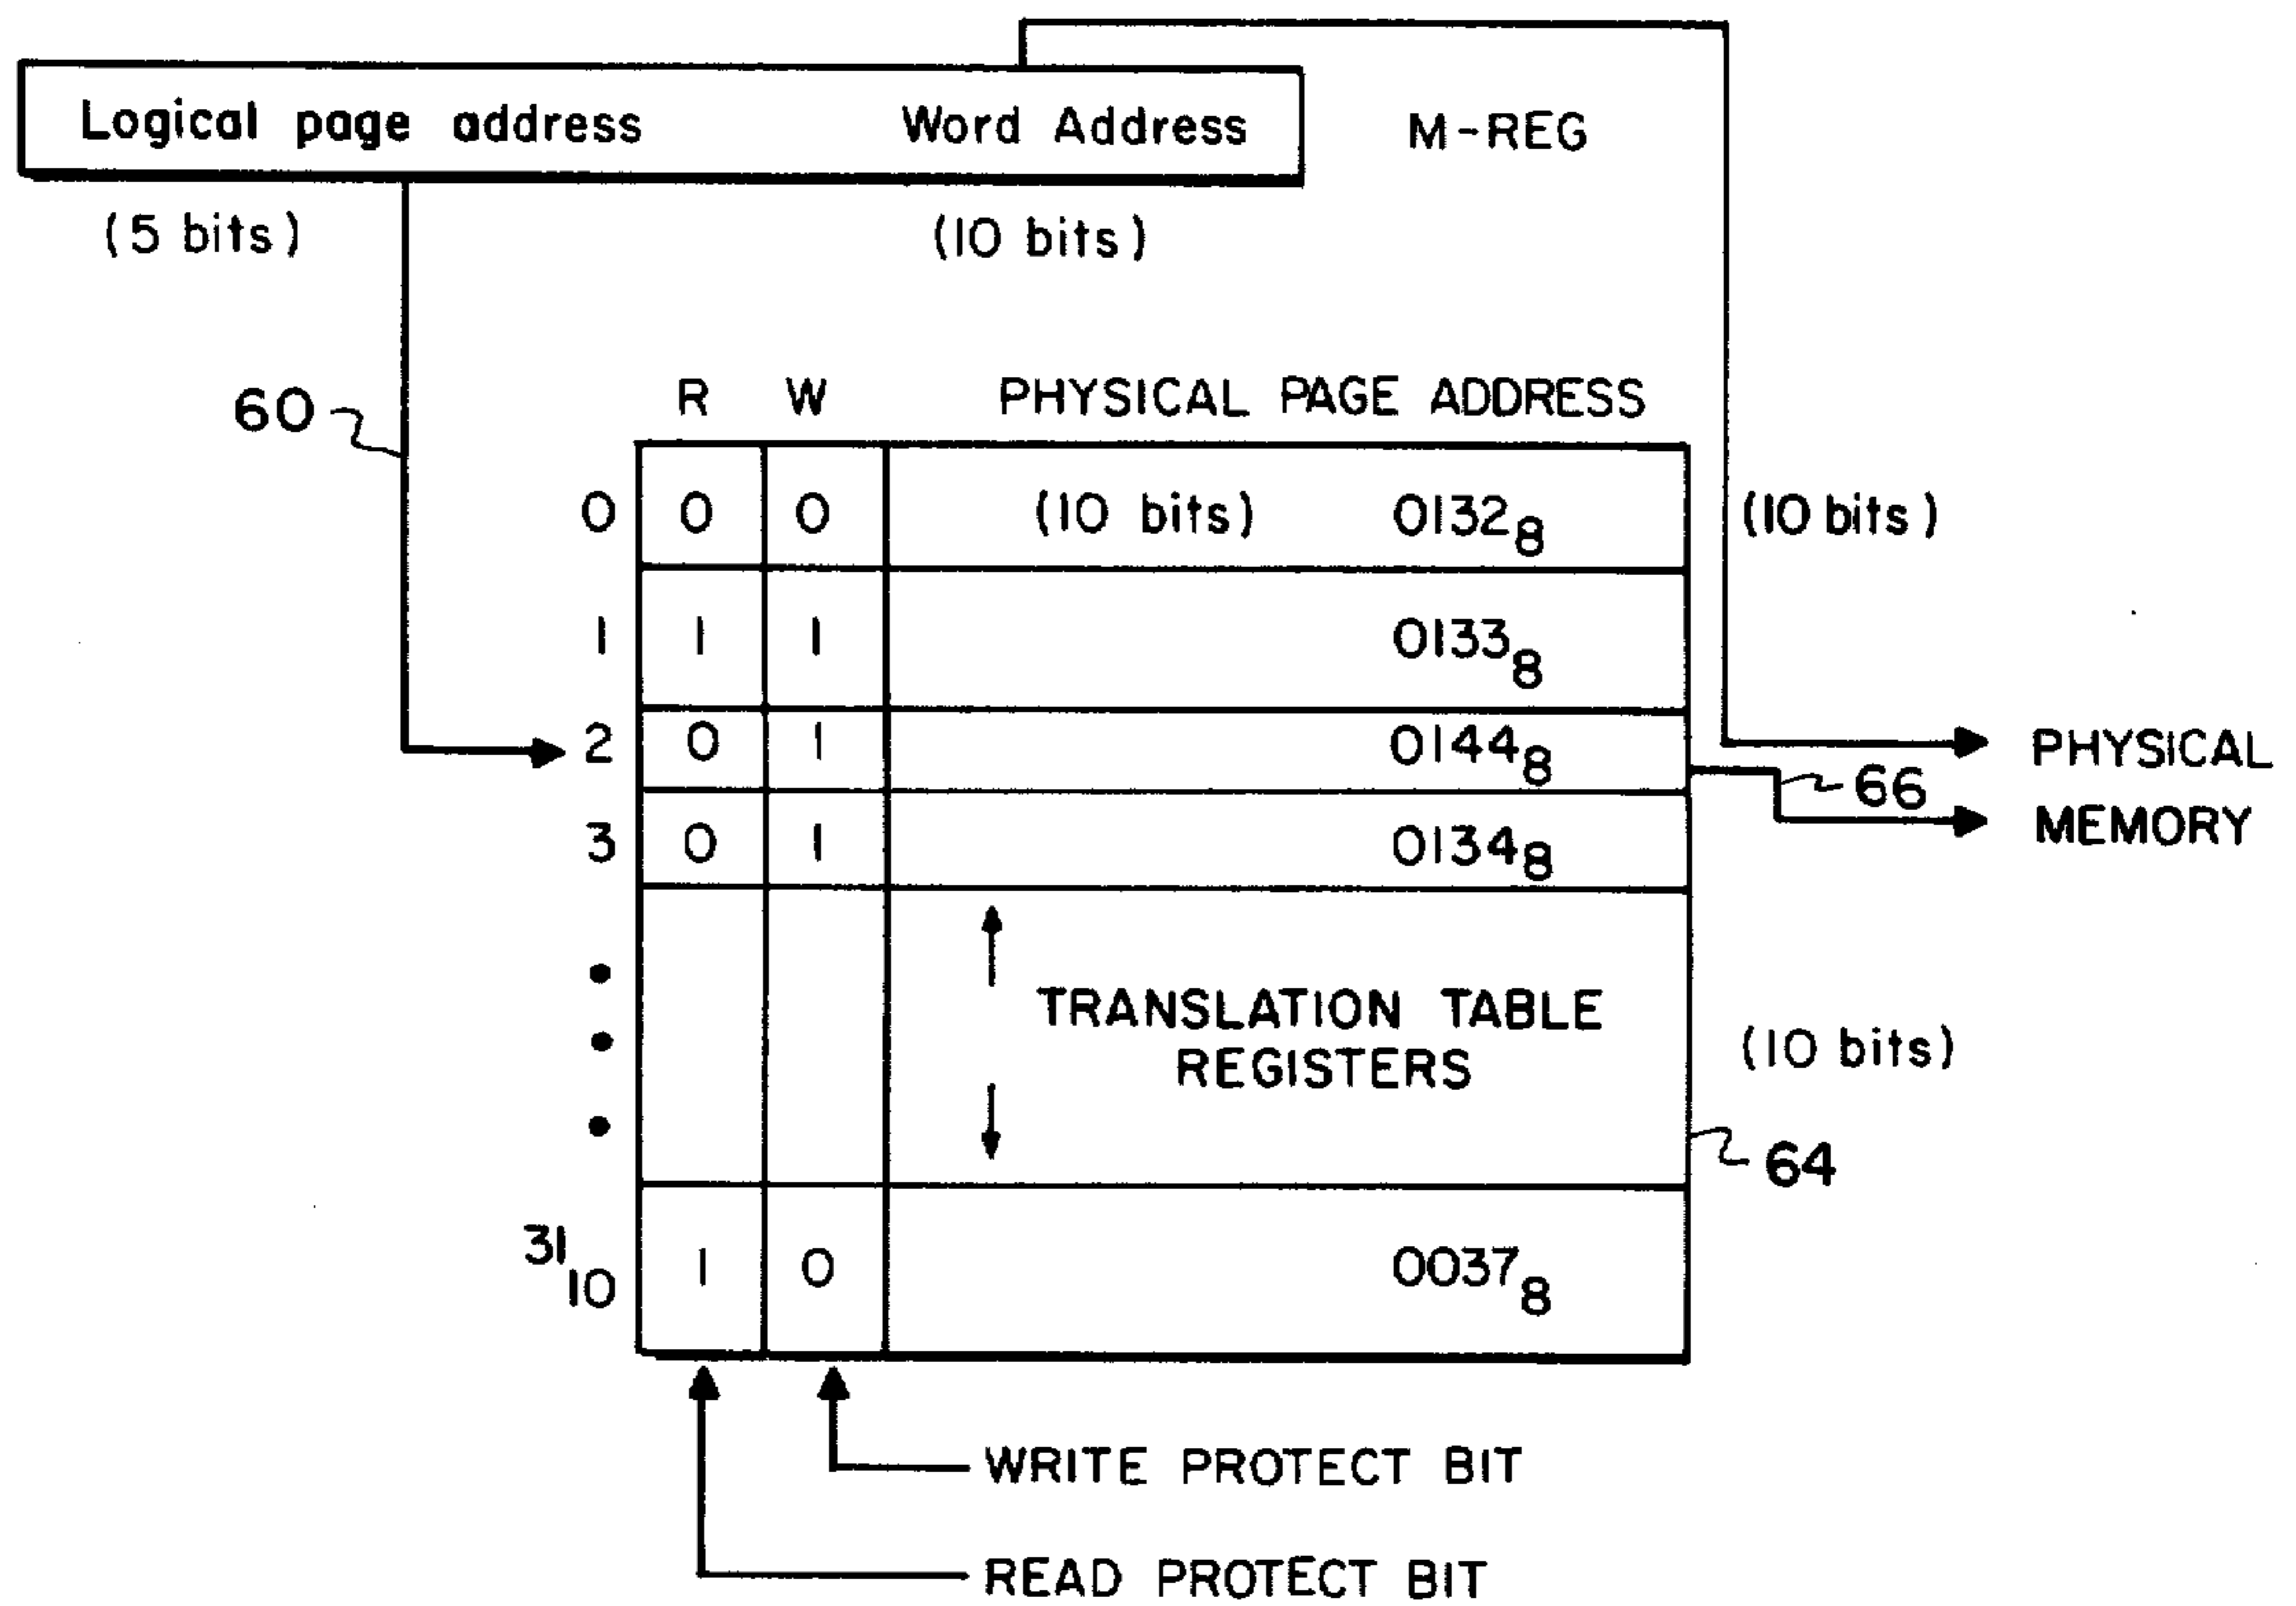 Logical page address Word Address M-REG
(5 bits) (10 bits)
60 R W PHYSICAL PAGE ADDRESS
0 0 0 (10 bits) 0132₈ (10 bits)
1 1 1 0133₈
2 0 1 0144₈ PHYSICAL
66
3 0 1 0134₈ MEMORY
TRANSLATION TABLE
REGISTERS (10 bits)
64
31₁₀ 1 0 0037₈
WRITE PROTECT BIT
READ PROTECT BIT